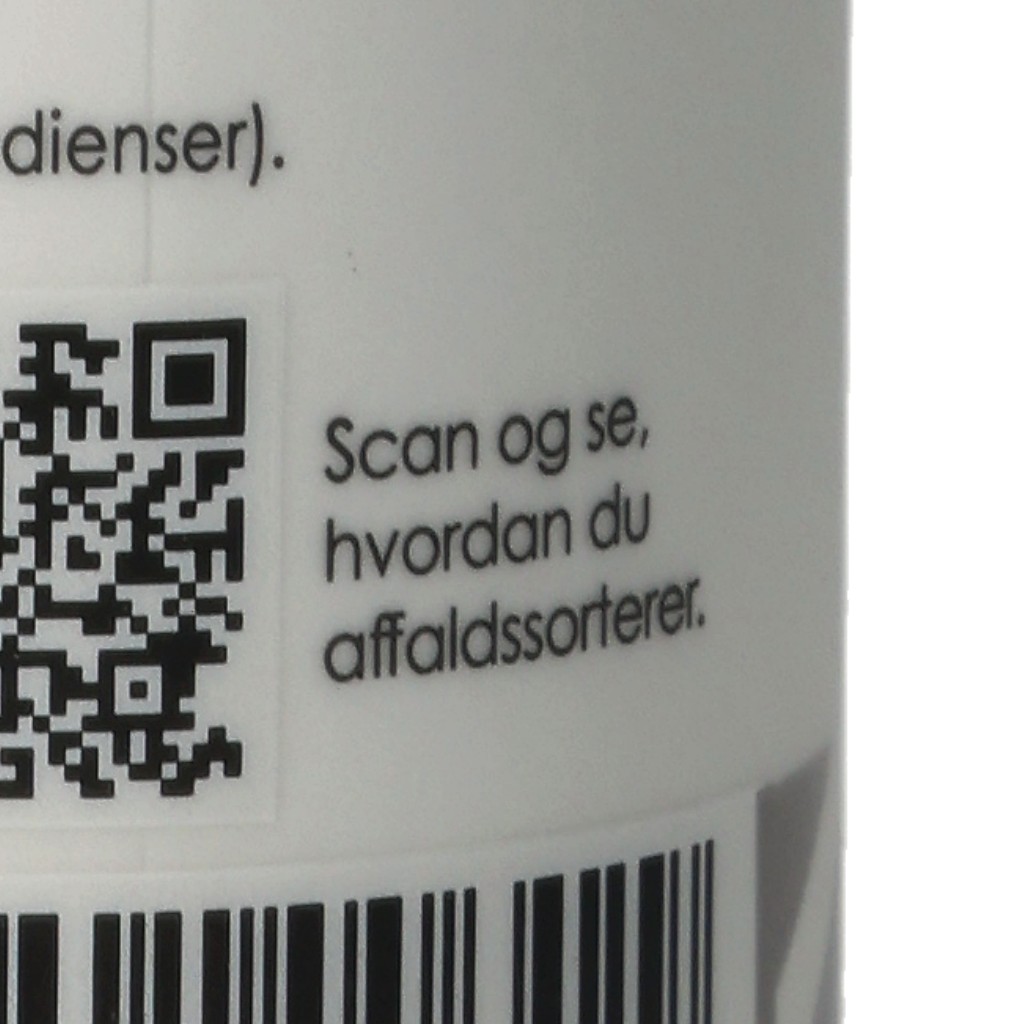 dienser).
Scan og se,
hvordan du
affaldssorterer.